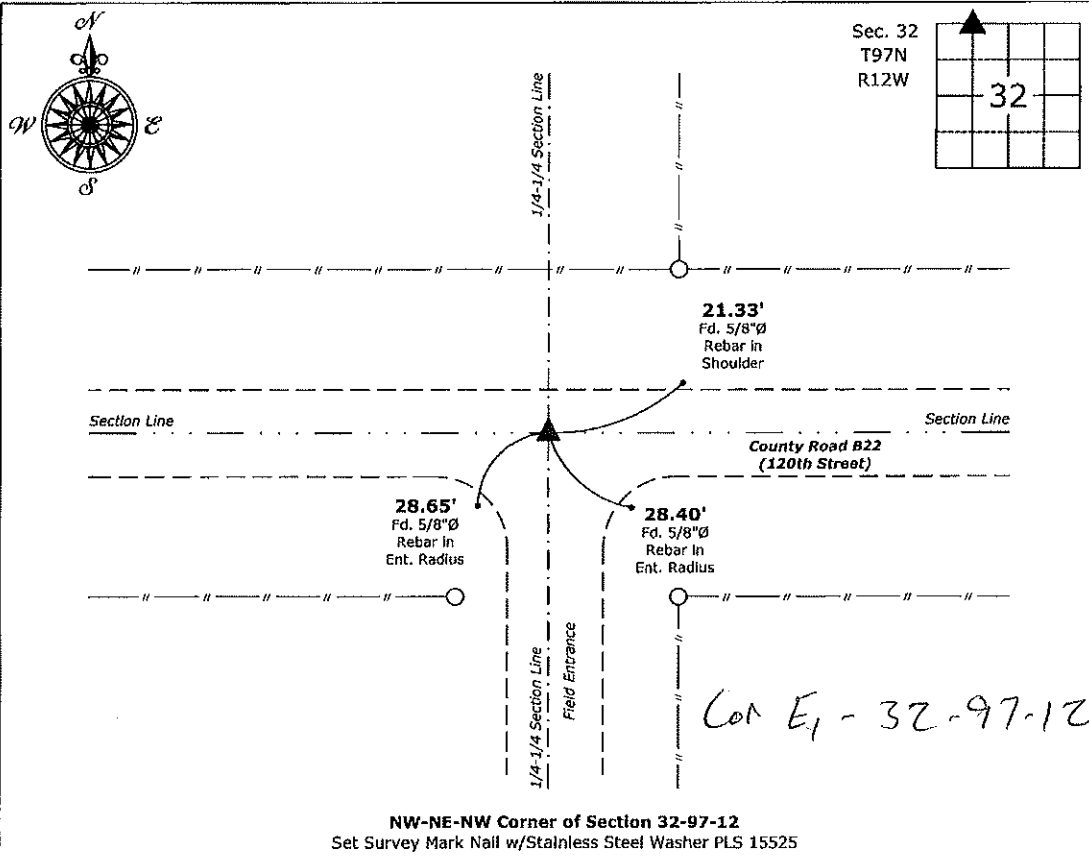 N
W
E
S
Sec. 32
T97N
R12W
32
1/4-1/4 Section Line
21.33'
Fd. 5/8"Ø
Rebar in
Shoulder
Section Line
Section Line
County Road B22
(120th Street)
28.65'
Fd. 5/8"Ø
Rebar in
Ent. Radius
28.40'
Fd. 5/8"Ø
Rebar in
Ent. Radius
1/4-1/4 Section Line
Field Entrance
Cor E, - 32-97-12
NW-NE-NW Corner of Section 32-97-12
Set Survey Mark Nail w/Stainless Steel Washer PLS 15525